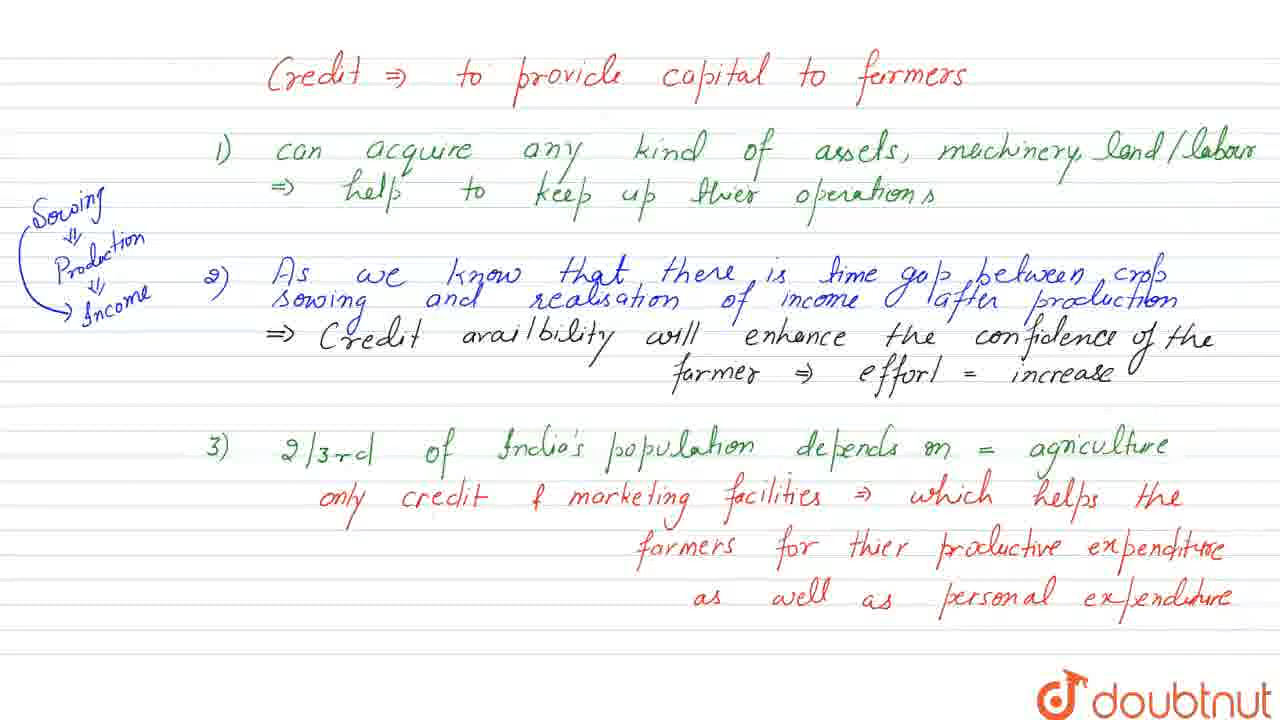 Credit ⇒ to provide capital to farmers
1) can acquire any kind of assets, machinery, land/labour
⇒ help to keep up thier operations
Sowing
⇓
Production
⇓
Income
2) As we know that there is time gap between crop
sowing and realisation of income after production
⇒ Credit availbility will enhance the confidence of the
farmer ⇒ effort = increase
3) 2/3rd of India's population depends on = agriculture
only credit & marketing facilities ⇒ which helps the
farmers for thier productive expenditure
as well as personal expenditure
doubtnut